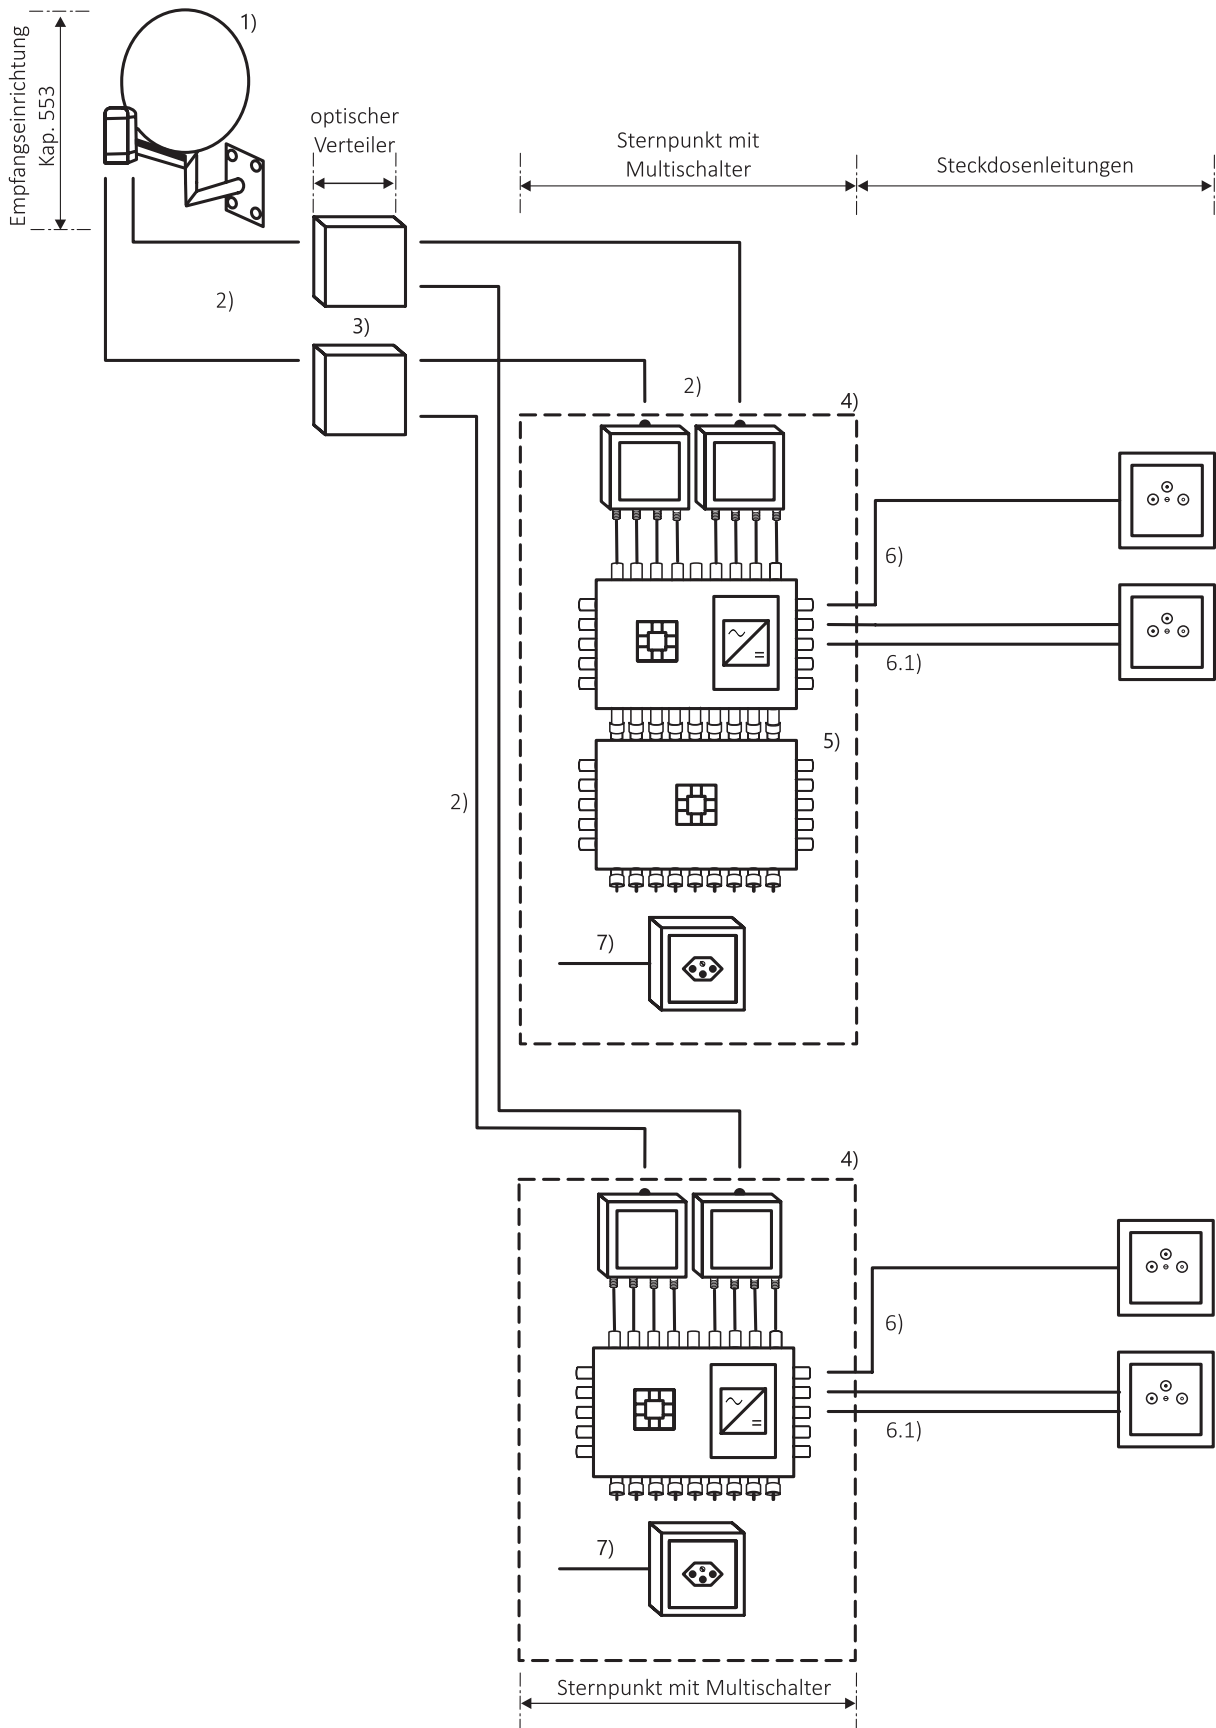 Empfangseinrichtung
Kap. 553
1)
optischer
Verteiler
Sternpunkt mit
Multischalter
Steckdosenleitungen
2)
3)
2)
4)
6)
6.1)
5)
2)
7)
4)
6)
6.1)
7)
Sternpunkt mit Multischalter